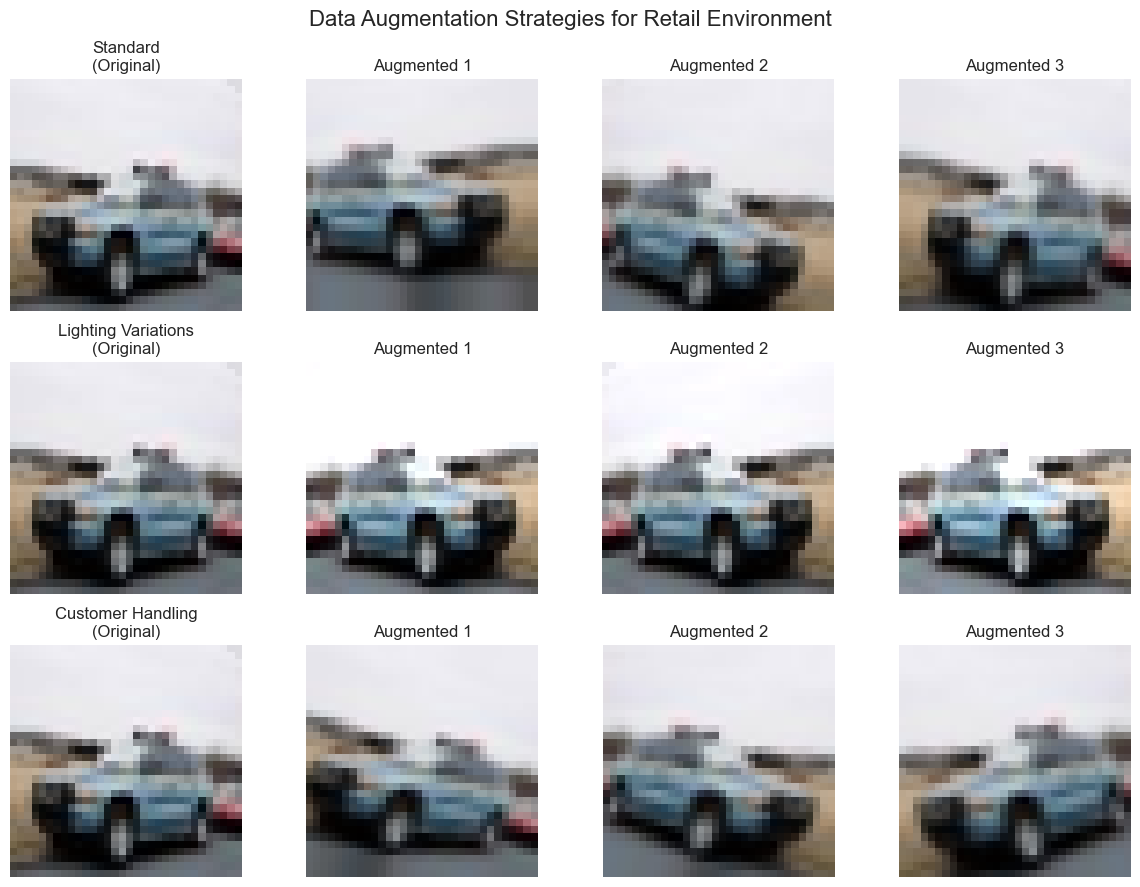 Data Augmentation Strategies for Retail Environment
Standard
(Original)
Augmented 1
Augmented 2
Augmented 3
Lighting Variations
(Original)
Augmented 1
Augmented 2
Augmented 3
Customer Handling
(Original)
Augmented 1
Augmented 2
Augmented 3